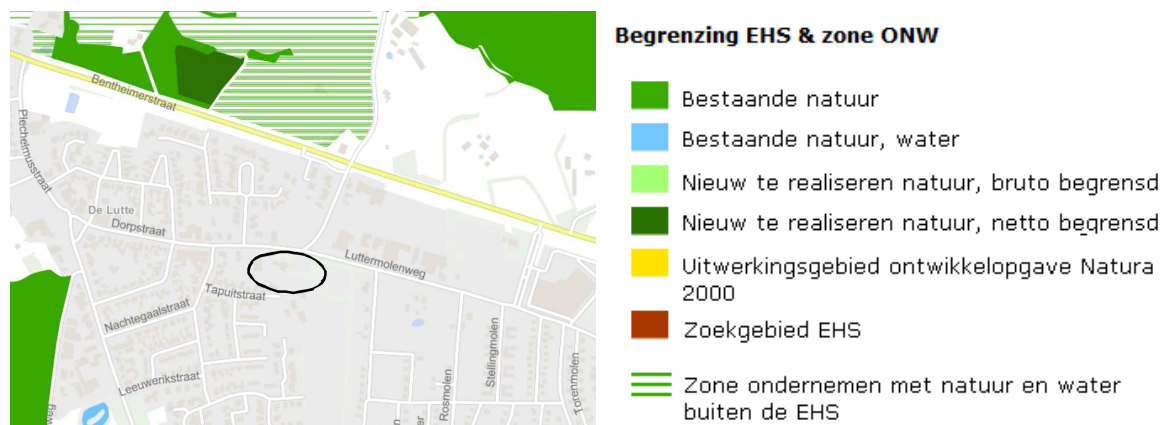 Bentheimerstraat
Plechelmusstraat
De Lutte
Dorpstraat
Luttermolenweg
Tapuitstraat
Nachtegaalstraat
Leeuwerikstraat
Stellingmolen
Rosmolen
Torenmolen
weg
n
er
n
Begrenzing EHS & zone ONW
Bestaande natuur
Bestaande natuur, water
Nieuw te realiseren natuur, bruto begrensd
Nieuw te realiseren natuur, netto begrensd
Uitwerkingsgebied ontwikkelopgave Natura
2000
Zoekgebied EHS
Zone ondernemen met natuur en water
buiten de EHS